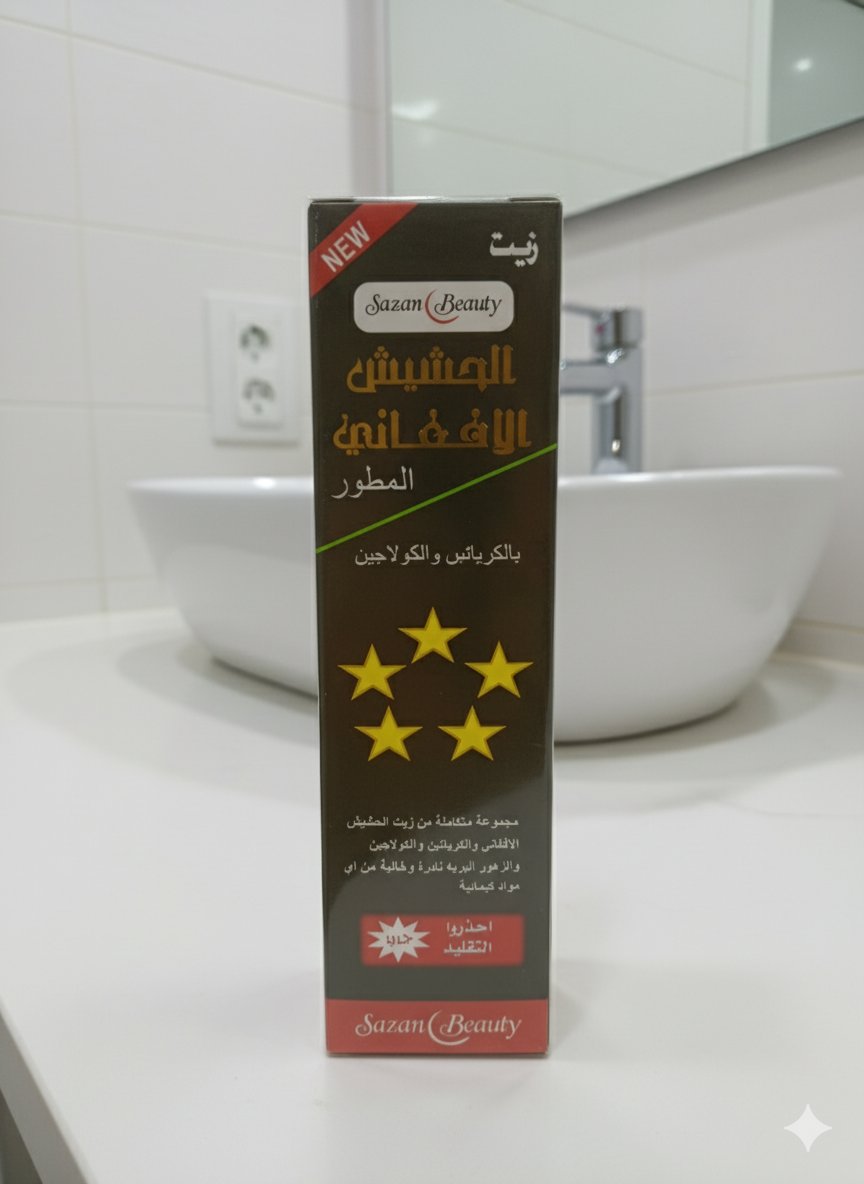 NEW
زيت
Sazan Beauty
الحشيش
الافغاني
المطور
بالكرياتين والكولاجين
مجموعة متكاملة من زيت الحشيش
الافغاني والكرياتين والكولاجين
والزهور البريه نادرة وخالية من اي
مواد كيمائية
احذروا
التقليد
Sazan Beauty